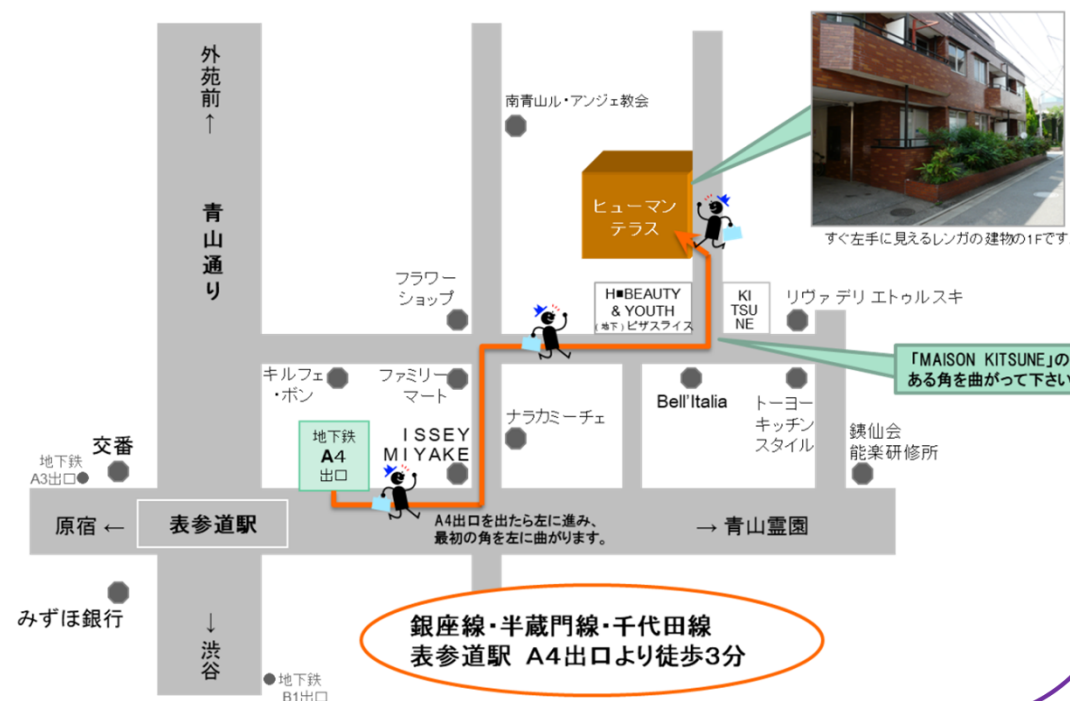 外苑前
↑
青山通り
南青山ル・アンジェ教会
ヒューマン
テラス
すぐ左手に見えるレンガの建物の1Fです
フラワー
ショップ
H■BEAUTY
& YOUTH
(地下)ピザスライス
KI
TSU
NE
リヴァ デリ エトゥルスキ
「MAISON KITSUNE」の
ある角を曲がって下さい
キルフェ
・ボン
ファミリー
マート
Bell'Italia
トーヨー
キッチン
スタイル
ナラカミーチェ
銕仙会
能楽研修所
地下鉄
A4
出口
ISSEY
MIYAKE
交番
地下鉄
A3出口
原宿 ←
表参道駅
A4出口を出たら左に進み、
最初の角を左に曲がります。
→ 青山霊園
みずほ銀行
↓
渋谷
地下鉄
B1出口
銀座線・半蔵門線・千代田線
表参道駅 A4出口より徒歩3分